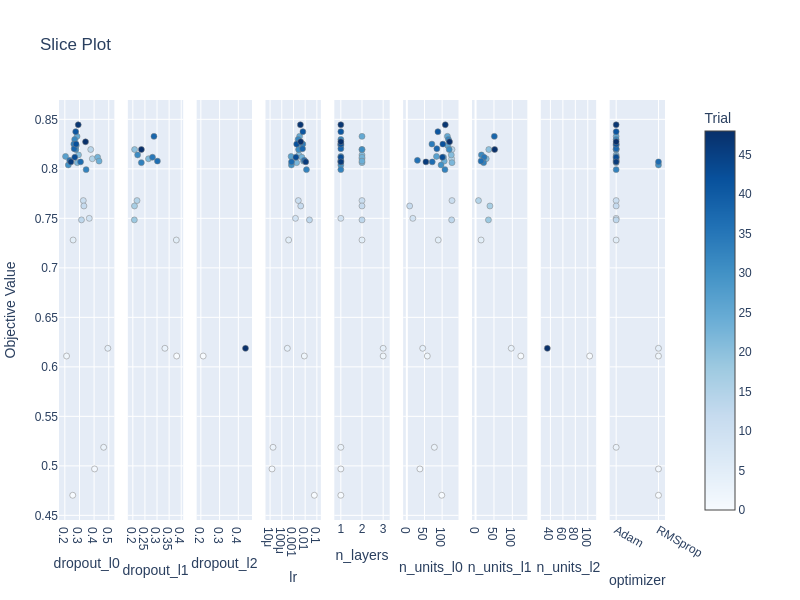 Slice Plot
Trial
Objective Value
0.85
0.8
0.75
0.7
0.65
0.6
0.55
0.5
0.45
45
40
35
30
25
20
15
10
5
0
0.2 0.3 0.4 0.5
dropout_l0
0.2 0.25 0.3 0.35 0.4
dropout_l1
0.2 0.3 0.4
dropout_l2
10μ 100μ 0.001 0.01 0.1
lr
1 2 3
n_layers
0 50 100
n_units_l0
0 50 100
n_units_l1
40 60 80 100
n_units_l2
Adam RMSprop
optimizer